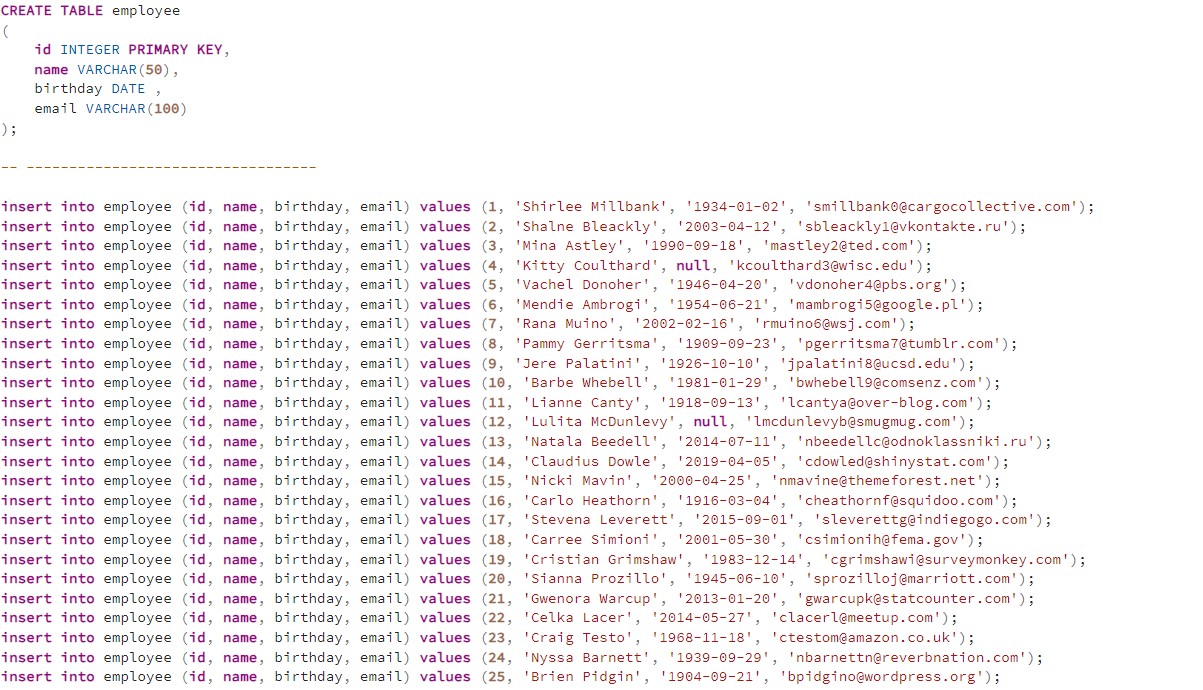 CREATE TABLE employee
(
    id INTEGER PRIMARY KEY,
    name VARCHAR(50),
    birthday DATE ,
    email VARCHAR(100)
);
-- ----------------------------------
insert into employee (id, name, birthday, email) values (1, 'Shirlee Millbank', '1934-01-02', 'smillbank0@cargocollective.com');
insert into employee (id, name, birthday, email) values (2, 'Shalne Bleackly', '2003-04-12', 'sbleackly1@vkontakte.ru');
insert into employee (id, name, birthday, email) values (3, 'Mina Astley', '1990-09-18', 'mastley2@ted.com');
insert into employee (id, name, birthday, email) values (4, 'Kitty Coulthard', null, 'kcoulthard3@wisc.edu');
insert into employee (id, name, birthday, email) values (5, 'Vachel Donoher', '1946-04-20', 'vdonoher4@pbs.org');
insert into employee (id, name, birthday, email) values (6, 'Mendie Ambrogi', '1954-06-21', 'mambrogi5@google.pl');
insert into employee (id, name, birthday, email) values (7, 'Rana Muino', '2002-02-16', 'rmuino6@wsj.com');
insert into employee (id, name, birthday, email) values (8, 'Pammy Gerritsma', '1909-09-23', 'pgerritsma7@tumblr.com');
insert into employee (id, name, birthday, email) values (9, 'Jere Palatini', '1926-10-10', 'jpalatini8@ucsd.edu');
insert into employee (id, name, birthday, email) values (10, 'Barbe Whebell', '1981-01-29', 'bwhebell9@comsenz.com');
insert into employee (id, name, birthday, email) values (11, 'Lianne Canty', '1918-09-13', 'lcantya@over-blog.com');
insert into employee (id, name, birthday, email) values (12, 'Lulita McDunlevy', null, 'lmcdunlevyb@smugmug.com');
insert into employee (id, name, birthday, email) values (13, 'Natala Beedell', '2014-07-11', 'nbeedellc@odnoklassniki.ru');
insert into employee (id, name, birthday, email) values (14, 'Claudius Dowle', '2019-04-05', 'cdowled@shinystat.com');
insert into employee (id, name, birthday, email) values (15, 'Nicki Mavin', '2000-04-25', 'nmavine@themeforest.net');
insert into employee (id, name, birthday, email) values (16, 'Carlo Heathorn', '1916-03-04', 'cheathornf@squidoo.com');
insert into employee (id, name, birthday, email) values (17, 'Stevena Leverett', '2015-09-01', 'sleverettg@indiegogo.com');
insert into employee (id, name, birthday, email) values (18, 'Carree Simioni', '2001-05-30', 'csimionih@fema.gov');
insert into employee (id, name, birthday, email) values (19, 'Cristian Grimshaw', '1983-12-14', 'cgrimshawi@surveymonkey.com');
insert into employee (id, name, birthday, email) values (20, 'Sianna Prozillo', '1945-06-10', 'sprozilloj@marriott.com');
insert into employee (id, name, birthday, email) values (21, 'Gwenora Warcup', '2013-01-20', 'gwarcupk@statcounter.com');
insert into employee (id, name, birthday, email) values (22, 'Celka Lacer', '2014-05-27', 'clacerl@meetup.com');
insert into employee (id, name, birthday, email) values (23, 'Craig Testo', '1968-11-18', 'ctestom@amazon.co.uk');
insert into employee (id, name, birthday, email) values (24, 'Nyssa Barnett', '1939-09-29', 'nbarnettn@reverbnation.com');
insert into employee (id, name, birthday, email) values (25, 'Brien Pidgin', '1904-09-21', 'bpidgino@wordpress.org');